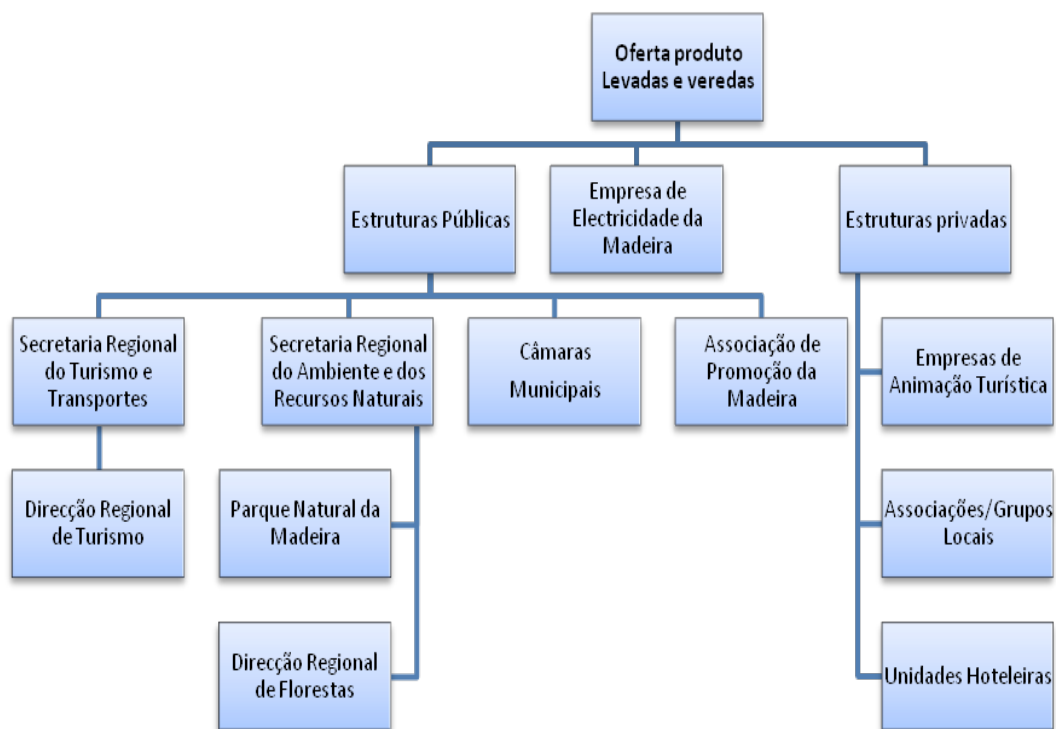 Oferta produto
Levadas e veredas
Estruturas Públicas
Empresa de
Electricidade da
Madeira
Estruturas privadas
Secretaria Regional
do Turismo e
Transportes
Secretaria Regional
do Ambiente e dos
Recursos Naturais
Câmaras
Municipais
Associação de
Promoção da
Madeira
Empresas de
Animação Turística
Direcção Regional
de Turismo
Parque Natural da
Madeira
Associações/Grupos
Locais
Direcção Regional
de Florestas
Unidades Hoteleiras